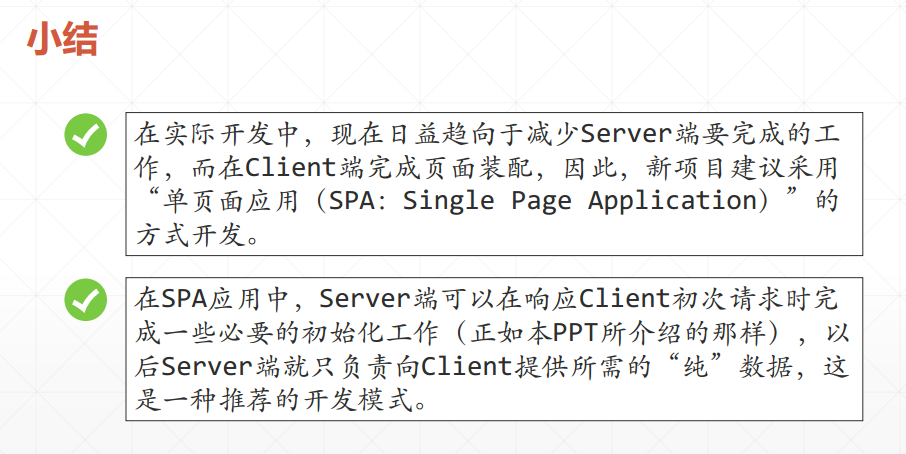 小结
在实际开发中，现在日益趋向于减少Server端要完成的工
作，而在Client端完成页面装配，因此，新项目建议采用
“单页面应用（SPA：Single Page Application）”的
方式开发。
在SPA应用中，Server端可以在响应Client初次请求时完
成一些必要的初始化工作（正如本PPT所介绍的那样），以
后Server端就只负责向Client提供所需的“纯”数据，这
是一种推荐的开发模式。